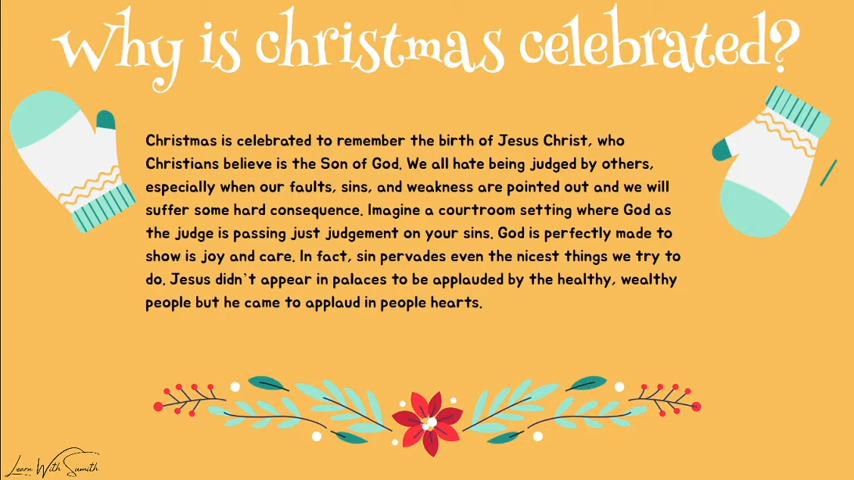 Why is christmas celebrated?
Christmas is celebrated to remember the birth of Jesus Christ, who
Christians believe is the Son of God. We all hate being judged by others,
especially when our faults, sins, and weakness are pointed out and we will
suffer some hard consequence. Imagine a courtroom setting where God as
the judge is passing just judgement on your sins. God is perfectly made to
show is joy and care. In fact, sin pervades even the nicest things we try to
do. Jesus didn't appear in palaces to be applauded by the healthy, wealthy
people but he came to applaud in people hearts.
Learn With Sumith